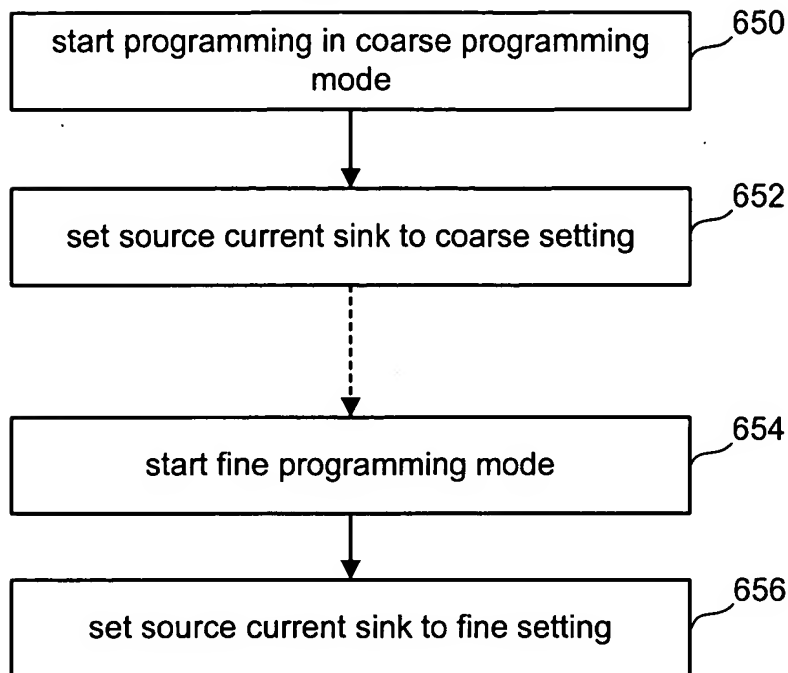 start programming in coarse programming
mode
650
set source current sink to coarse setting
652
start fine programming mode
654
set source current sink to fine setting
656